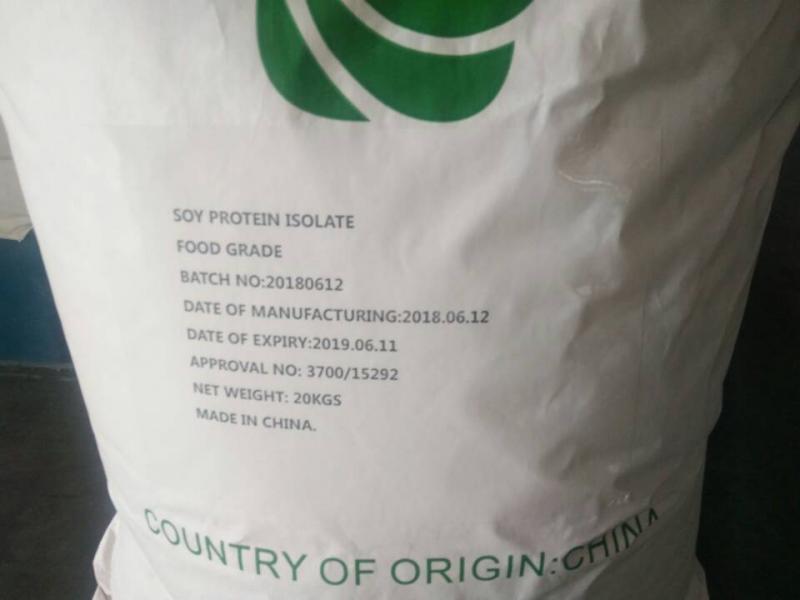 SOY PROTEIN ISOLATE
FOOD GRADE
BATCH NO:20180612
DATE OF MANUFACTURING:2018.06.12
DATE OF EXPIRY:2019.06.11
APPROVAL NO: 3700/15292
NET WEIGHT: 20KGS
MADE IN CHINA.
COUNTRY OF ORIGIN:CHINA